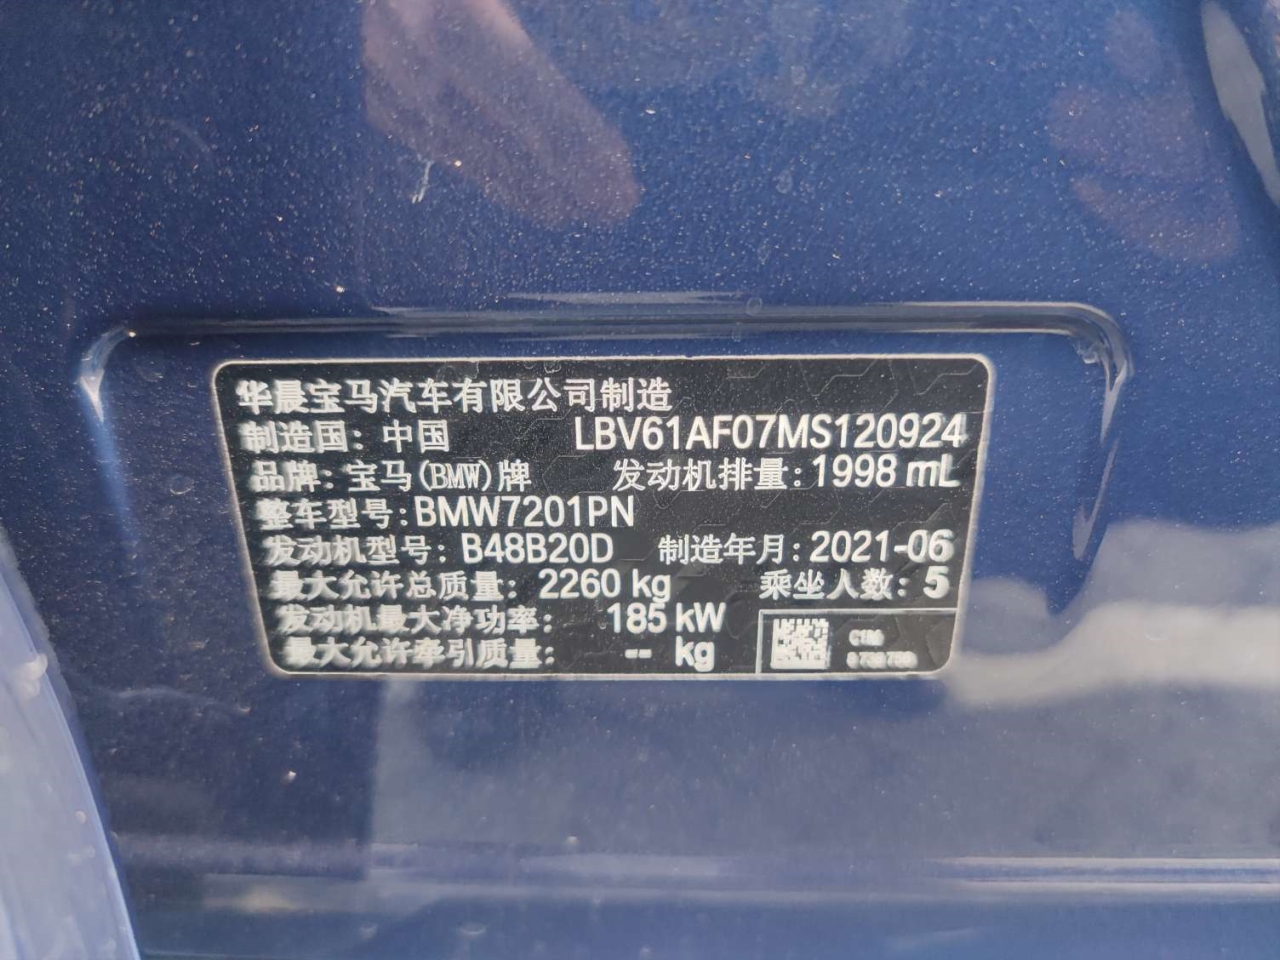 华晨宝马汽车有限公司制造
制造国: 中国 LBV61AF07MS120924
品牌: 宝马(BMW)牌 发动机排量: 1998 mL
整车型号: BMW7201PN
发动机型号: B48B20D 制造年月: 2021-06
最大允许总质量: 2260 kg 乘坐人数: 5
发动机最大净功率: 185 kW
最大允许牵引质量: -- kg